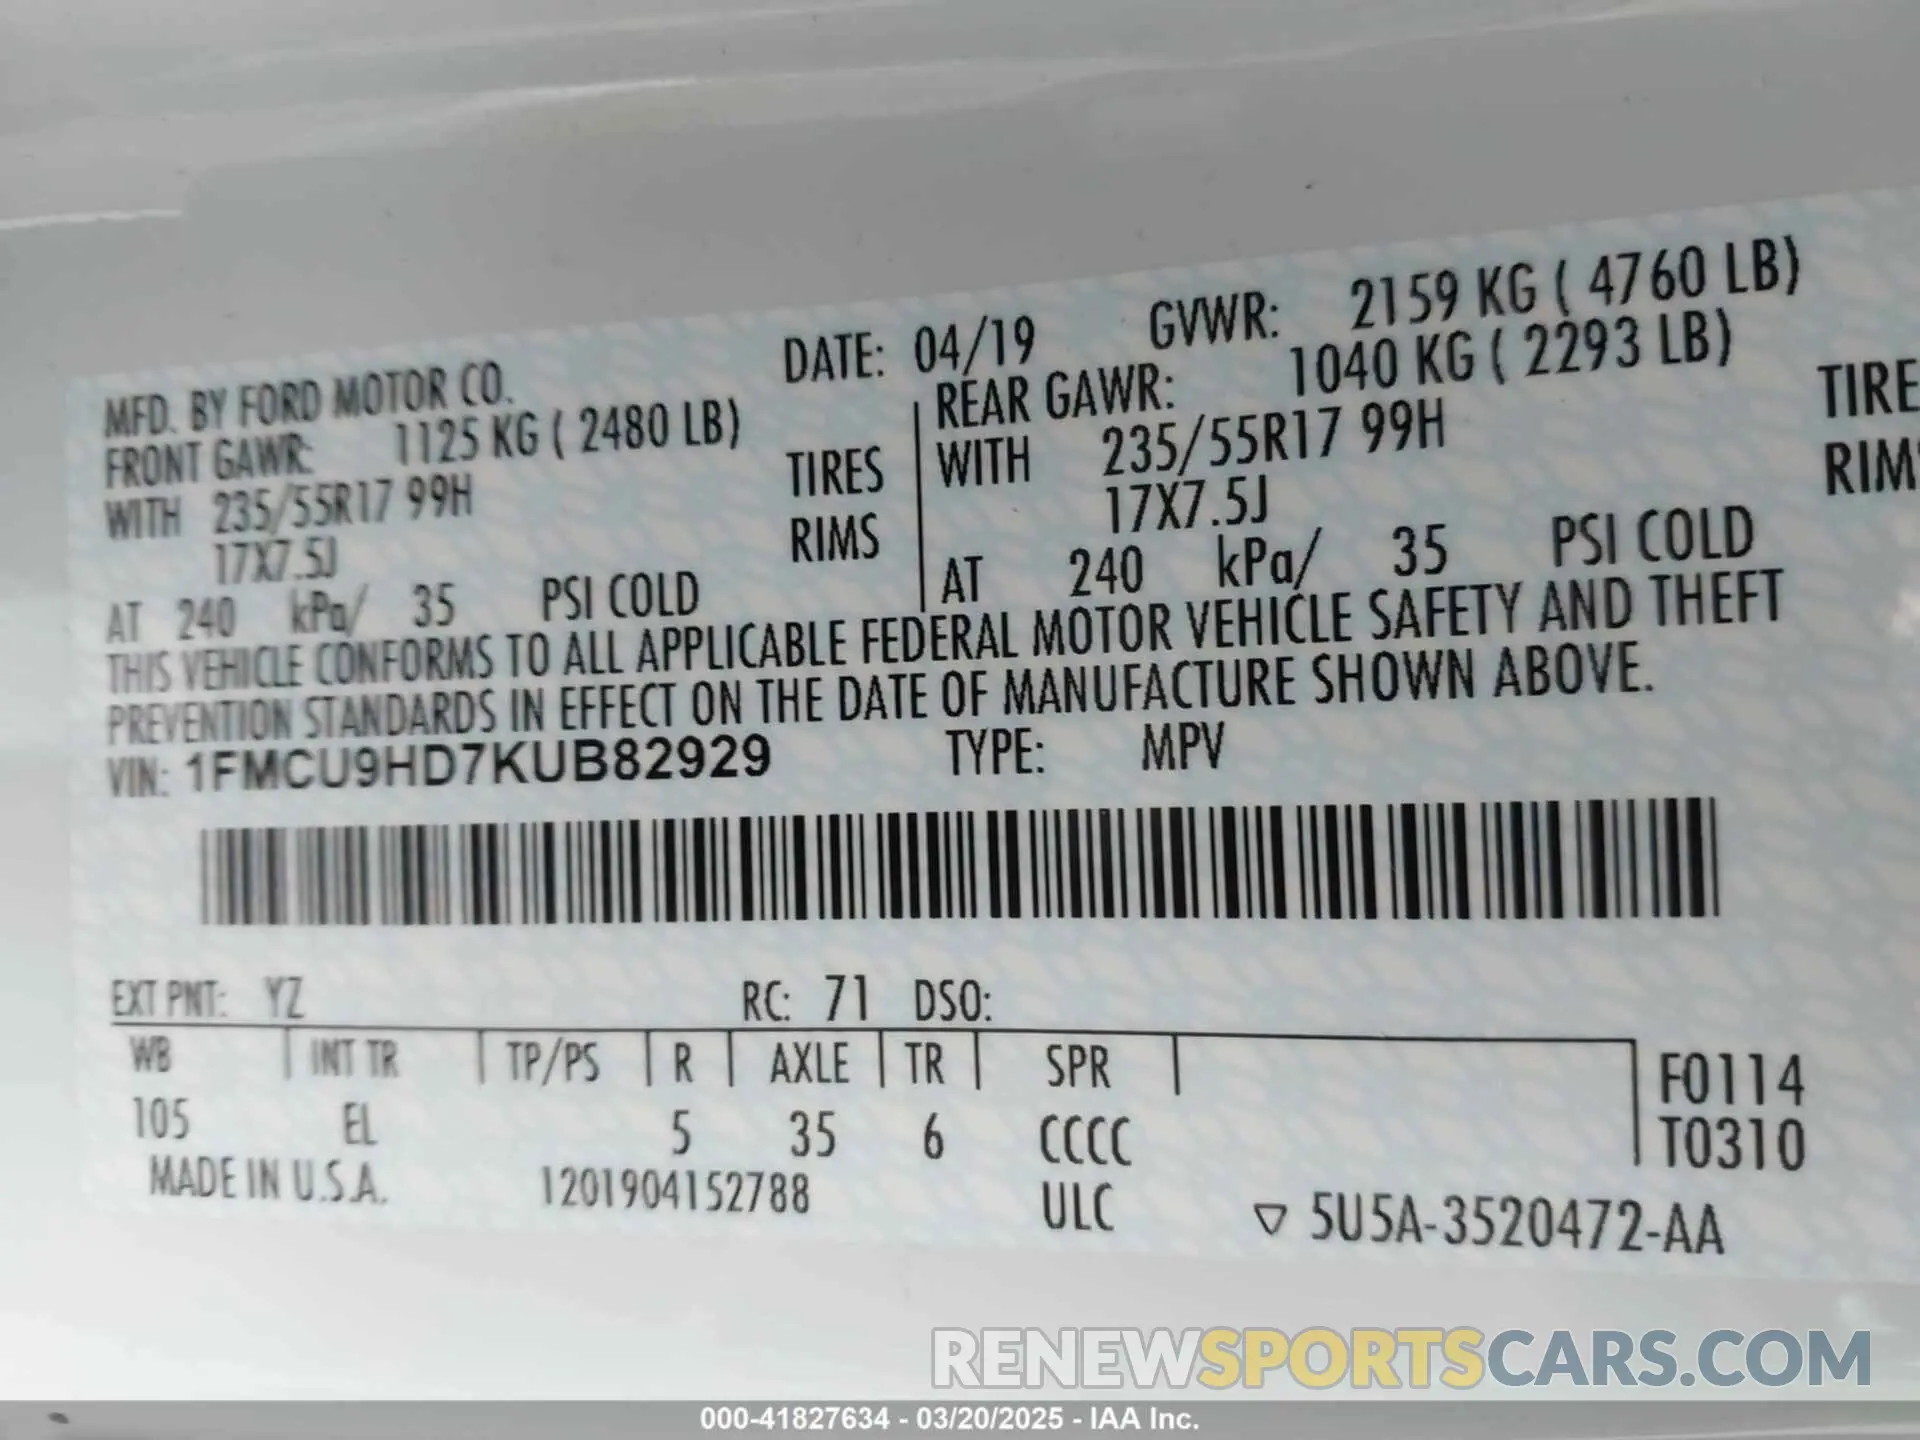 MFD. BY FORD MOTOR CO. DATE: 04/19 GVWR: 2159 KG ( 4760 LB)
FRONT GAWR: 1125 KG ( 2480 LB) REAR GAWR: 1040 KG ( 2293 LB)
WITH 235/55R17 99H TIRES WITH 235/55R17 99H TIRE
17X7.5J RIMS 17X7.5J RIM
AT 240 kPa/ 35 PSI COLD AT 240 kPa/ 35 PSI COLD
THIS VEHICLE CONFORMS TO ALL APPLICABLE FEDERAL MOTOR VEHICLE SAFETY AND THEFT
PREVENTION STANDARDS IN EFFECT ON THE DATE OF MANUFACTURE SHOWN ABOVE.
VIN: 1FMCU9HD7KUB82929 TYPE: MPV
EXT PNT: YZ RC: 71 DSO:
WB INT TR TP/PS R AXLE TR SPR F0114
105 EL 5 35 6 CCCC T0310
MADE IN U.S.A. 1201904152788 ULC ▽ 5U5A-3520472-AA
RENEWSPORTSCARS.COM
000-41827634 - 03/20/2025 - IAA Inc.